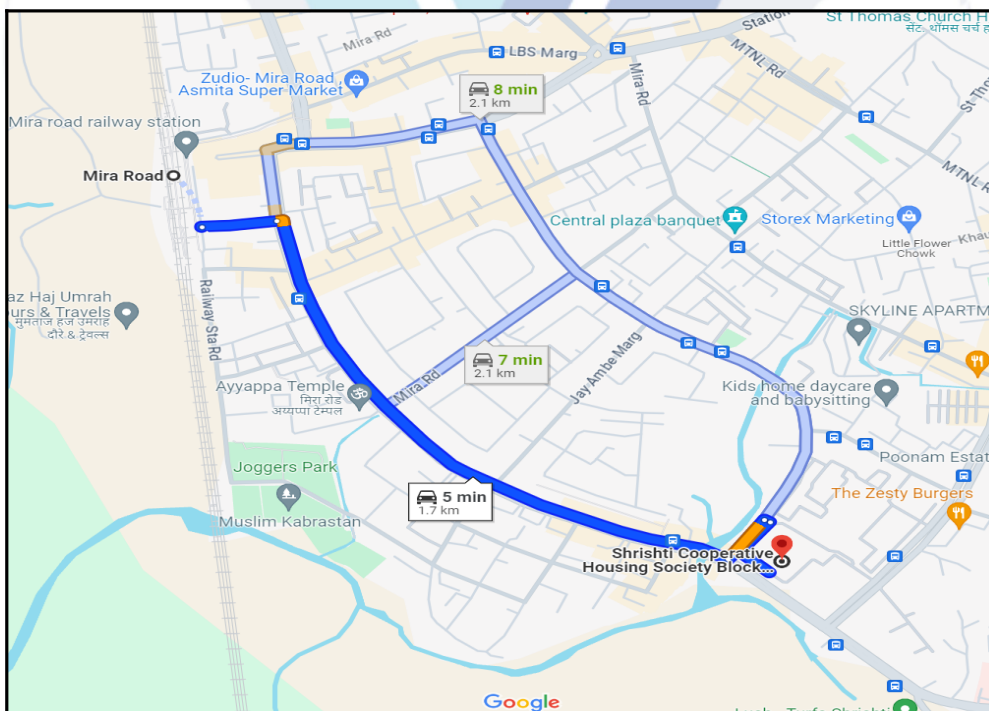 St Thomas Church H
सेंट. थॉमस चर्च ह
Station
Mira Rd
LBS Marg
MTNL Rd
Zudio- Mira Road ,
Asmita Super Market
8 min
2.1 km
Mira Rd
Mira road railway station
Mira Road
MTNL R
Central plaza banquet
Storex Marketing
Little Flower
Chowk
Khau
Railway Sta Rd
az Haj Umrah
ours & Travels
मुमताज हज उमराह
दौरे & ट्रेवल्स
SKYLINE APARTM
7 min
2.1 km
Jay Ambe Marg
Mira Rd
Ayyappa Temple
मिरा रोड
अय्यप्पा टेम्पल
Kids home daycare
and babysitting
Joggers Park
Poonam Estat
5 min
1.7 km
The Zesty Burgers
Muslim Kabrastan
Shrishti Cooperative
Housing Society Block...
Google